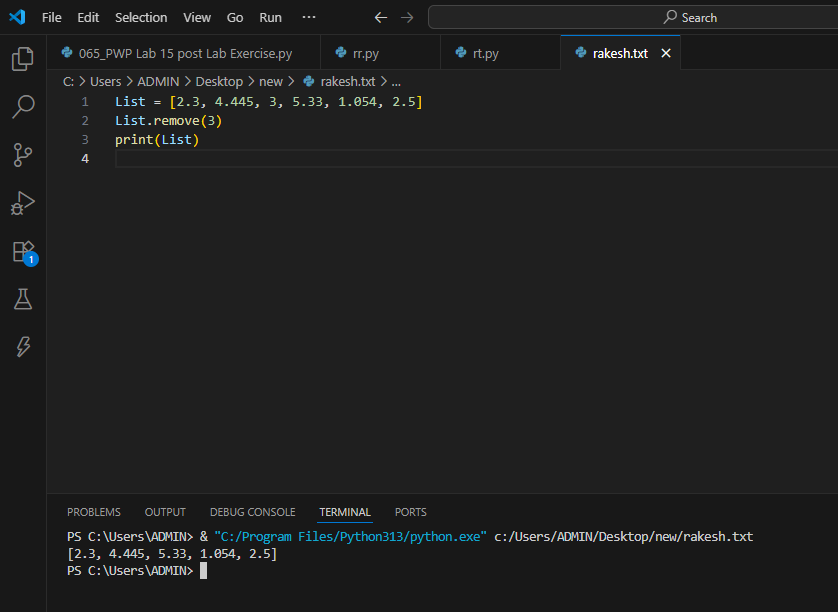 File Edit Selection View Go Run ··· Search
065_PWP Lab 15 post Lab Exercise.py rr.py rt.py rakesh.txt
C: > Users > ADMIN > Desktop > new > rakesh.txt > ...
1 List = [2.3, 4.445, 3, 5.33, 1.054, 2.5]
2 List.remove(3)
3 print(List)
4
1
PROBLEMS OUTPUT DEBUG CONSOLE TERMINAL PORTS
PS C:\Users\ADMIN> & "C:/Program Files/Python313/python.exe" c:/Users/ADMIN/Desktop/new/rakesh.txt
[2.3, 4.445, 5.33, 1.054, 2.5]
PS C:\Users\ADMIN>